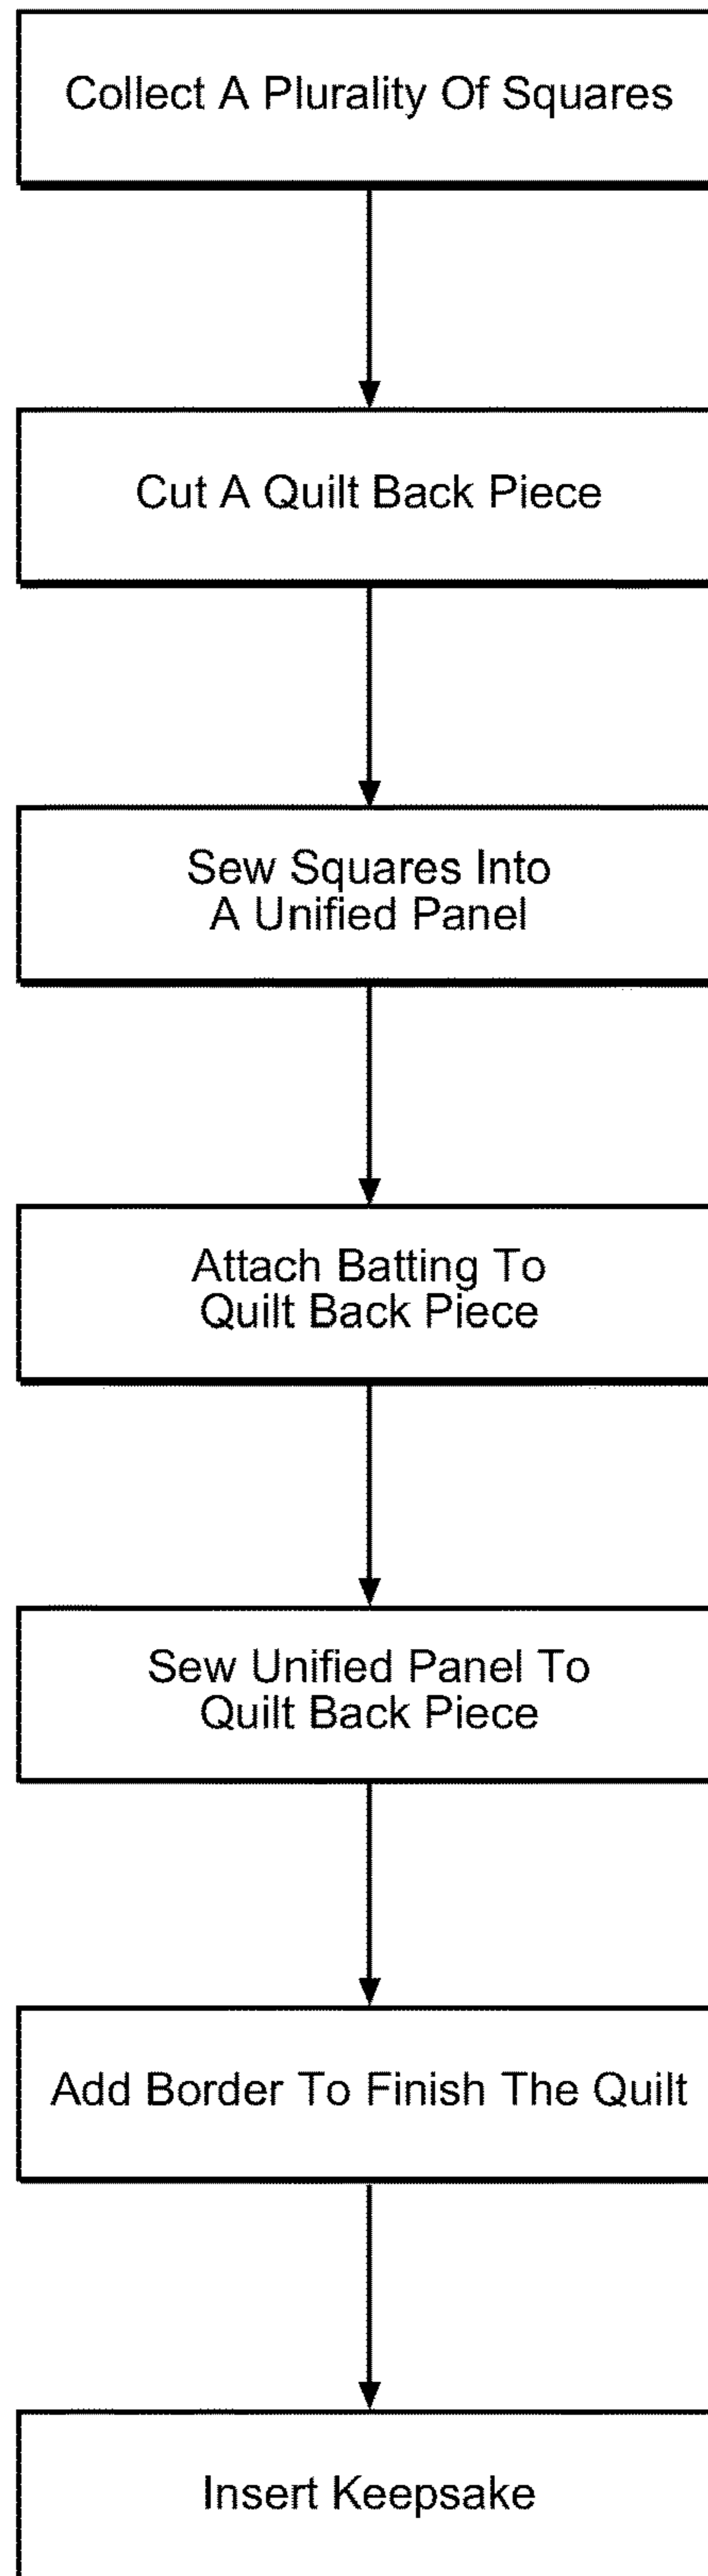 Collect A Plurality Of Squares
Cut A Quilt Back Piece
Sew Squares Into
A Unified Panel
Attach Batting To
Quilt Back Piece
Sew Unified Panel To
Quilt Back Piece
Add Border To Finish The Quilt
Insert Keepsake